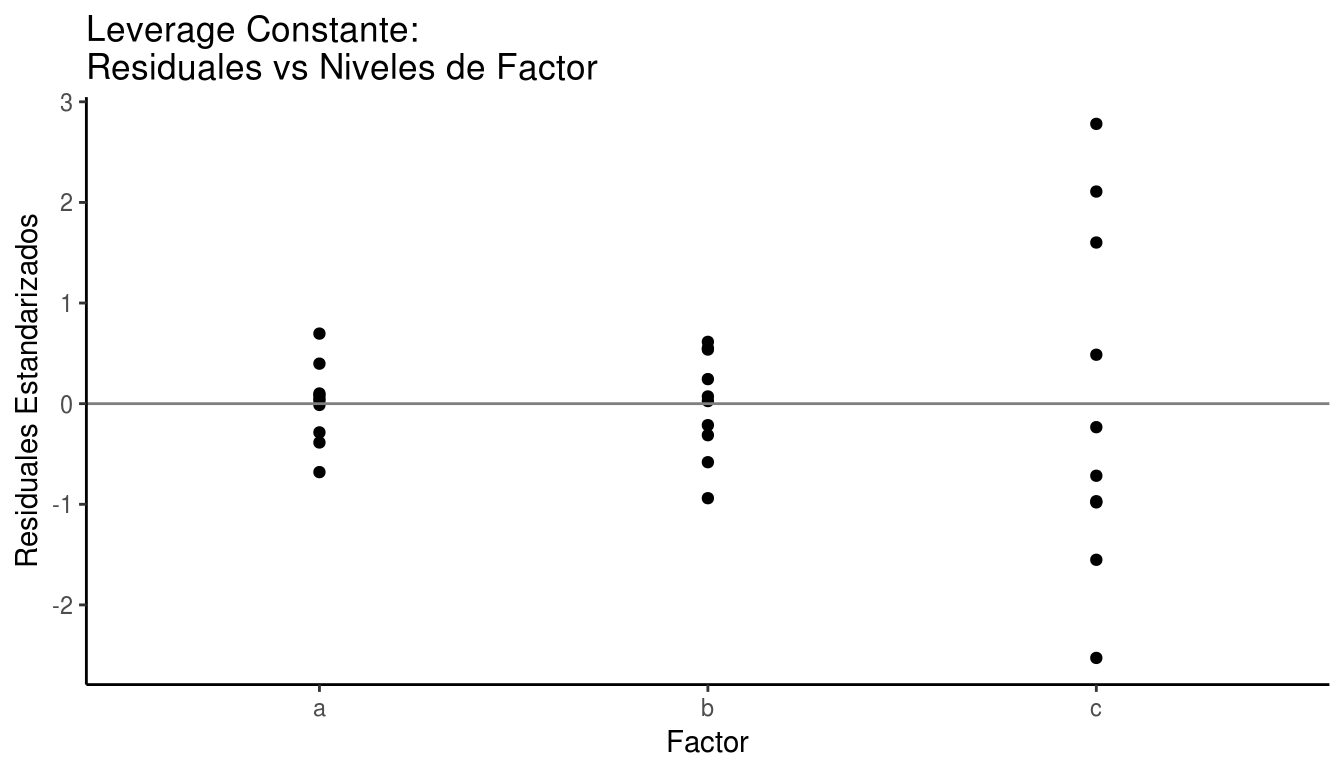 Leverage Constante:
Residuales vs Niveles de Factor
Residuales Estandarizados
3
2
1
0
-1
-2
a
b
c
Factor